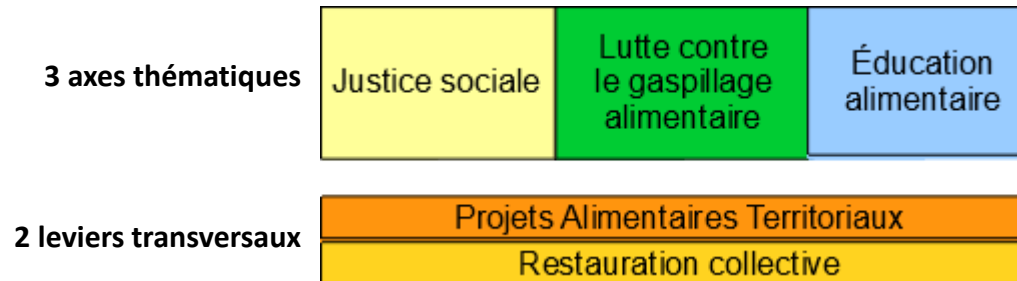 3 axes thématiques
Justice sociale
Lutte contre
le gaspillage
alimentaire
Éducation
alimentaire
2 leviers transversaux
Projets Alimentaires Territoriaux
Restauration collective